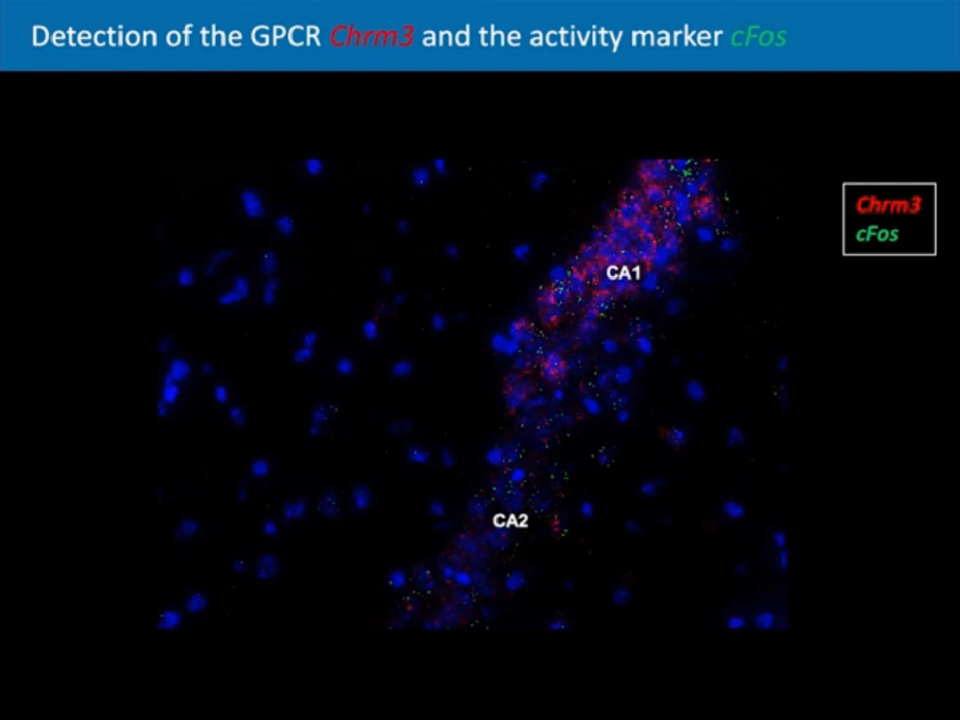 Detection of the GPCR Chrm3 and the activity marker cFos
Chrm3
cFos
CA1
CA2